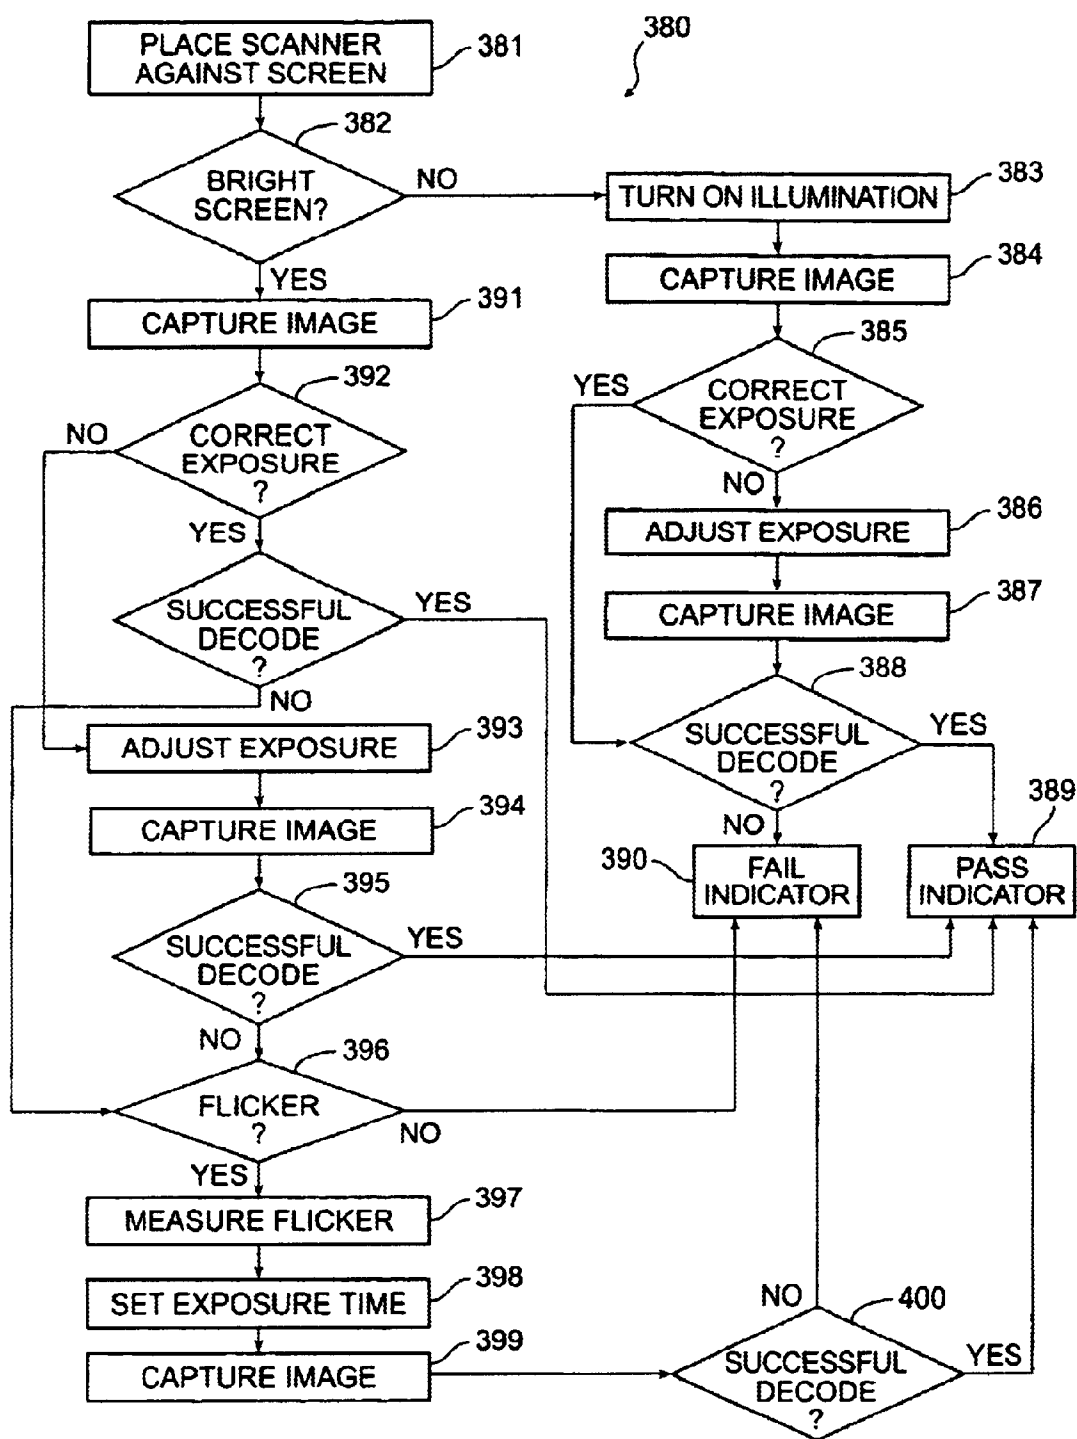 380
PLACE SCANNER
AGAINST SCREEN
381
382
BRIGHT
SCREEN?
NO
YES
383
TURN ON ILLUMINATION
384
CAPTURE IMAGE
385
YES
CORRECT
EXPOSURE
?
NO
386
ADJUST EXPOSURE
387
CAPTURE IMAGE
388
SUCCESSFUL
DECODE
?
YES
NO
389
390
FAIL
INDICATOR
PASS
INDICATOR
391
CAPTURE IMAGE
392
NO
CORRECT
EXPOSURE
?
YES
SUCCESSFUL
DECODE
?
YES
NO
393
ADJUST EXPOSURE
394
CAPTURE IMAGE
395
SUCCESSFUL
DECODE
?
YES
NO
396
FLICKER
?
NO
YES
397
MEASURE FLICKER
398
SET EXPOSURE TIME
399
CAPTURE IMAGE
400
NO
SUCCESSFUL
DECODE
?
YES